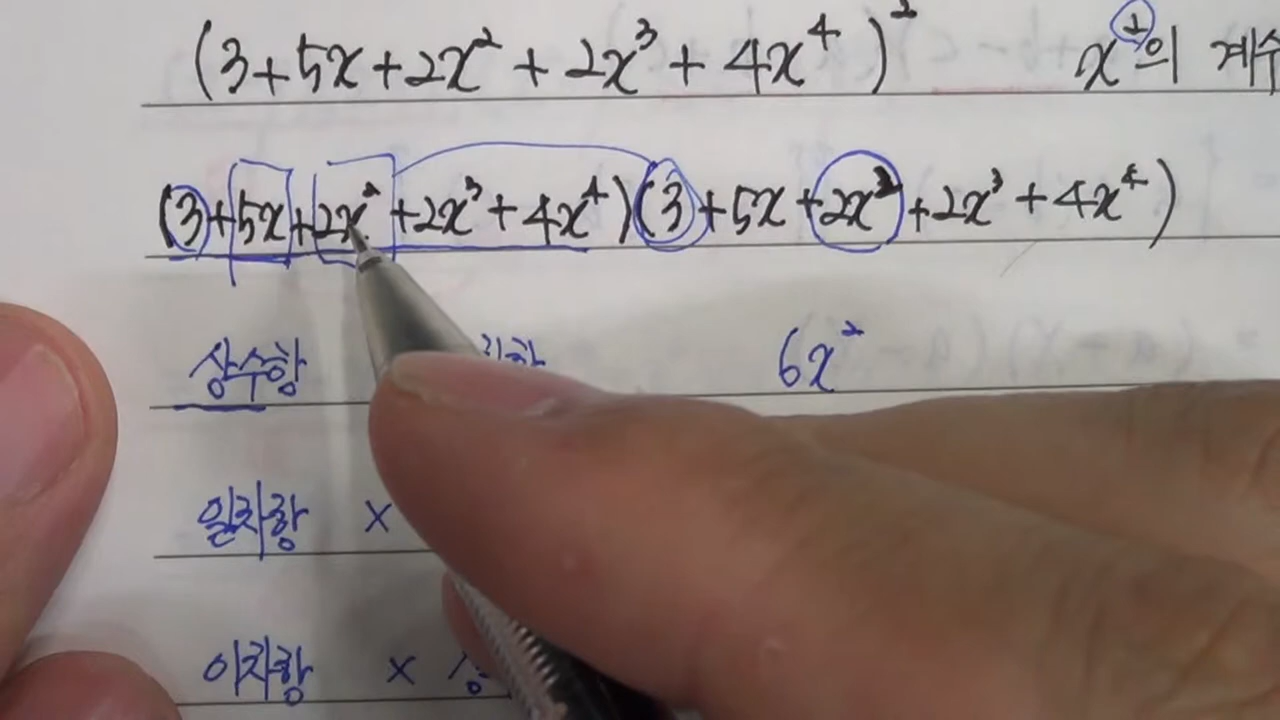 (3+5x+2x²+2x³+4x⁴)² x²의 계수
(3+5x+2x²+2x³+4x⁴)(3+5x+2x²+2x³+4x⁴)
상수항 6x²
일차항 ×
이차항 ×